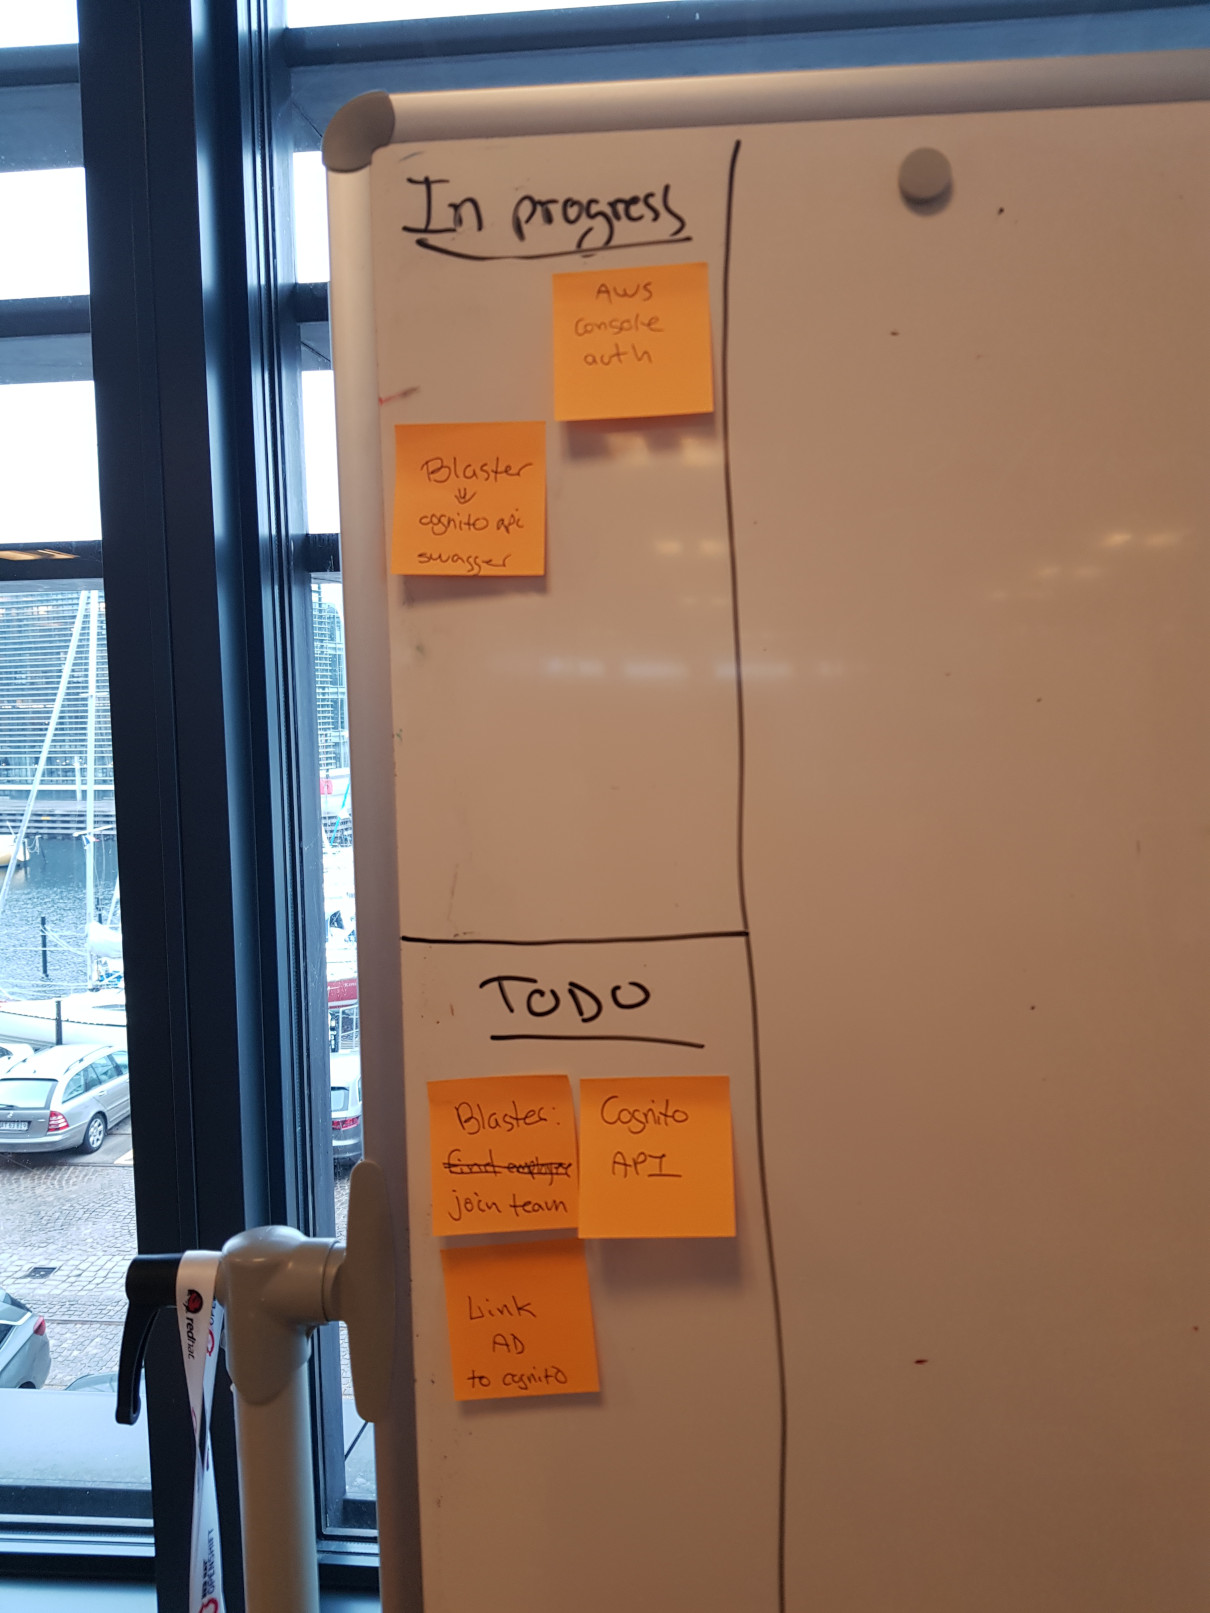 In progress
AWS
console
auth
Blaster
cognito api
swagger
TODO
Blaster:
find employee
join team
Cognito
API
Link
AD
to cognito
redhat
OPENSHIFT